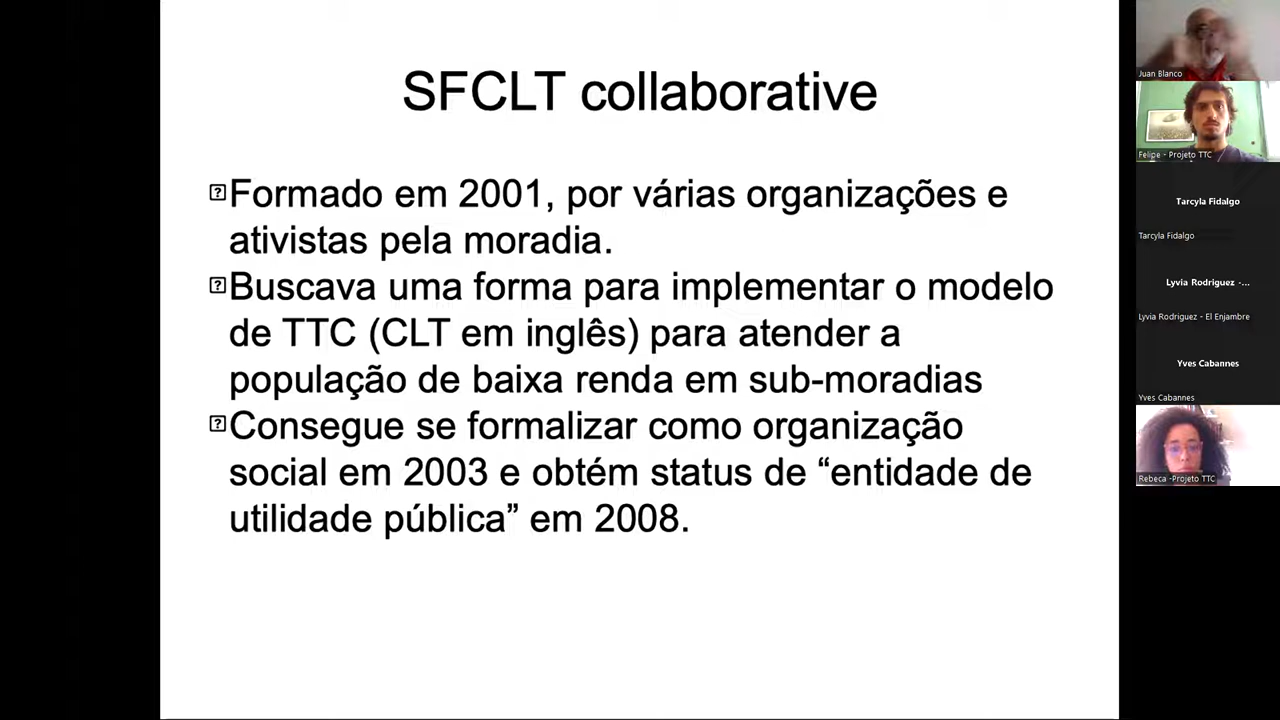 SFCLT collaborative
Formado em 2001, por várias organizações e
ativistas pela moradia.
Buscava uma forma para implementar o modelo
de TTC (CLT em inglês) para atender a
população de baixa renda em sub-moradias
Consegue se formalizar como organização
social em 2003 e obtém status de “entidade de
utilidade pública” em 2008.
Juan Blanco
Felipe - Projeto TTC
Tarcyla Fidalgo
Tarcyla Fidalgo
Lyvia Rodriguez -...
Lyvia Rodriguez - El Enjambre
Yves Cabannes
Yves Cabannes
Rebeca -Projeto TTC